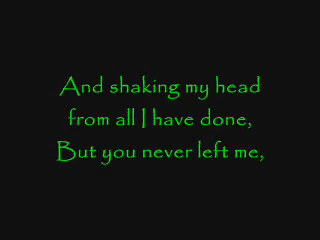 And shaking my head
from all I have done,
But you never left me,